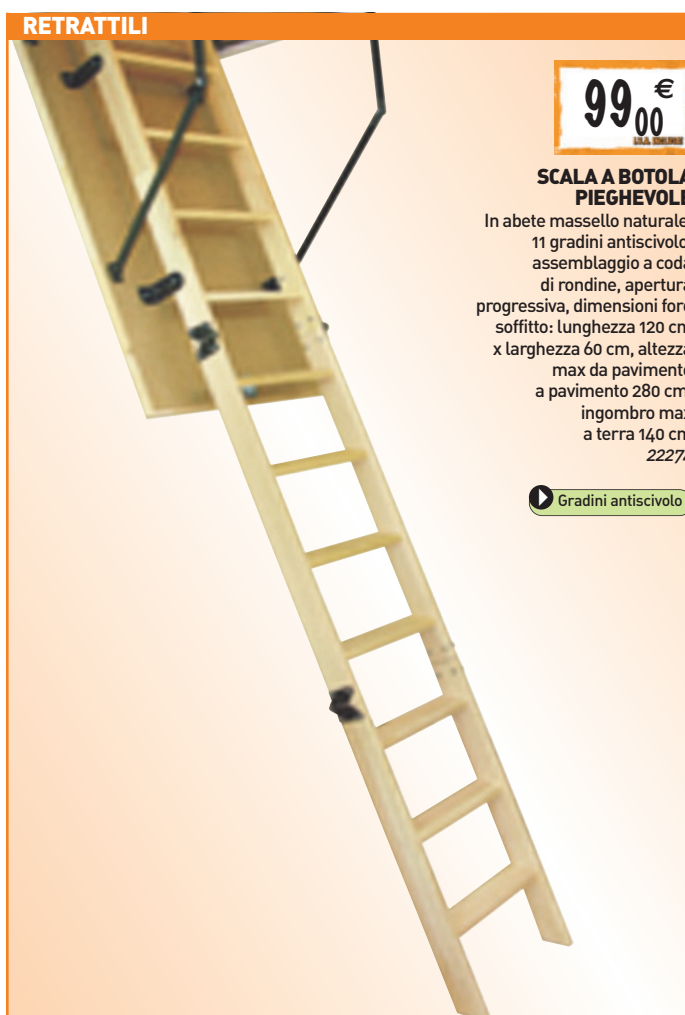 RETRATTILI
99,00 €
SCALA A BOTOLA
PIEGHEVOL
In abete massello naturale
11 gradini antiscivolo
assemblaggio a coda
di rondine, apertura
progressiva, dimensioni foro
soffitto: lunghezza 120 cm
x larghezza 60 cm, altezza
max da pavimento
a pavimento 280 cm
ingombro max
a terra 140 cm
2227
Gradini antiscivolo